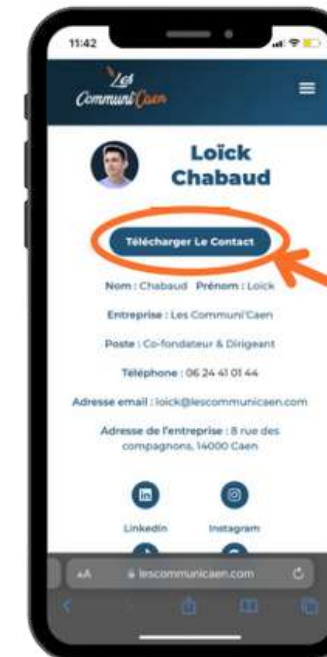 11:42
Les
Communi'Caen
Loïck
Chabaud
Télécharger Le Contact
Nom : Chabaud Prénom : Loïck
Entreprise : Les Communi'Caen
Poste : Co-fondateur & Dirigeant
Téléphone : 06 24 41 01 44
Adresse email : loick@lescommunicaen.com
Adresse de l'entreprise : 8 rue des
compagnons, 14000 Caen
Linkedin Instagram
AA lescommunicaen.com